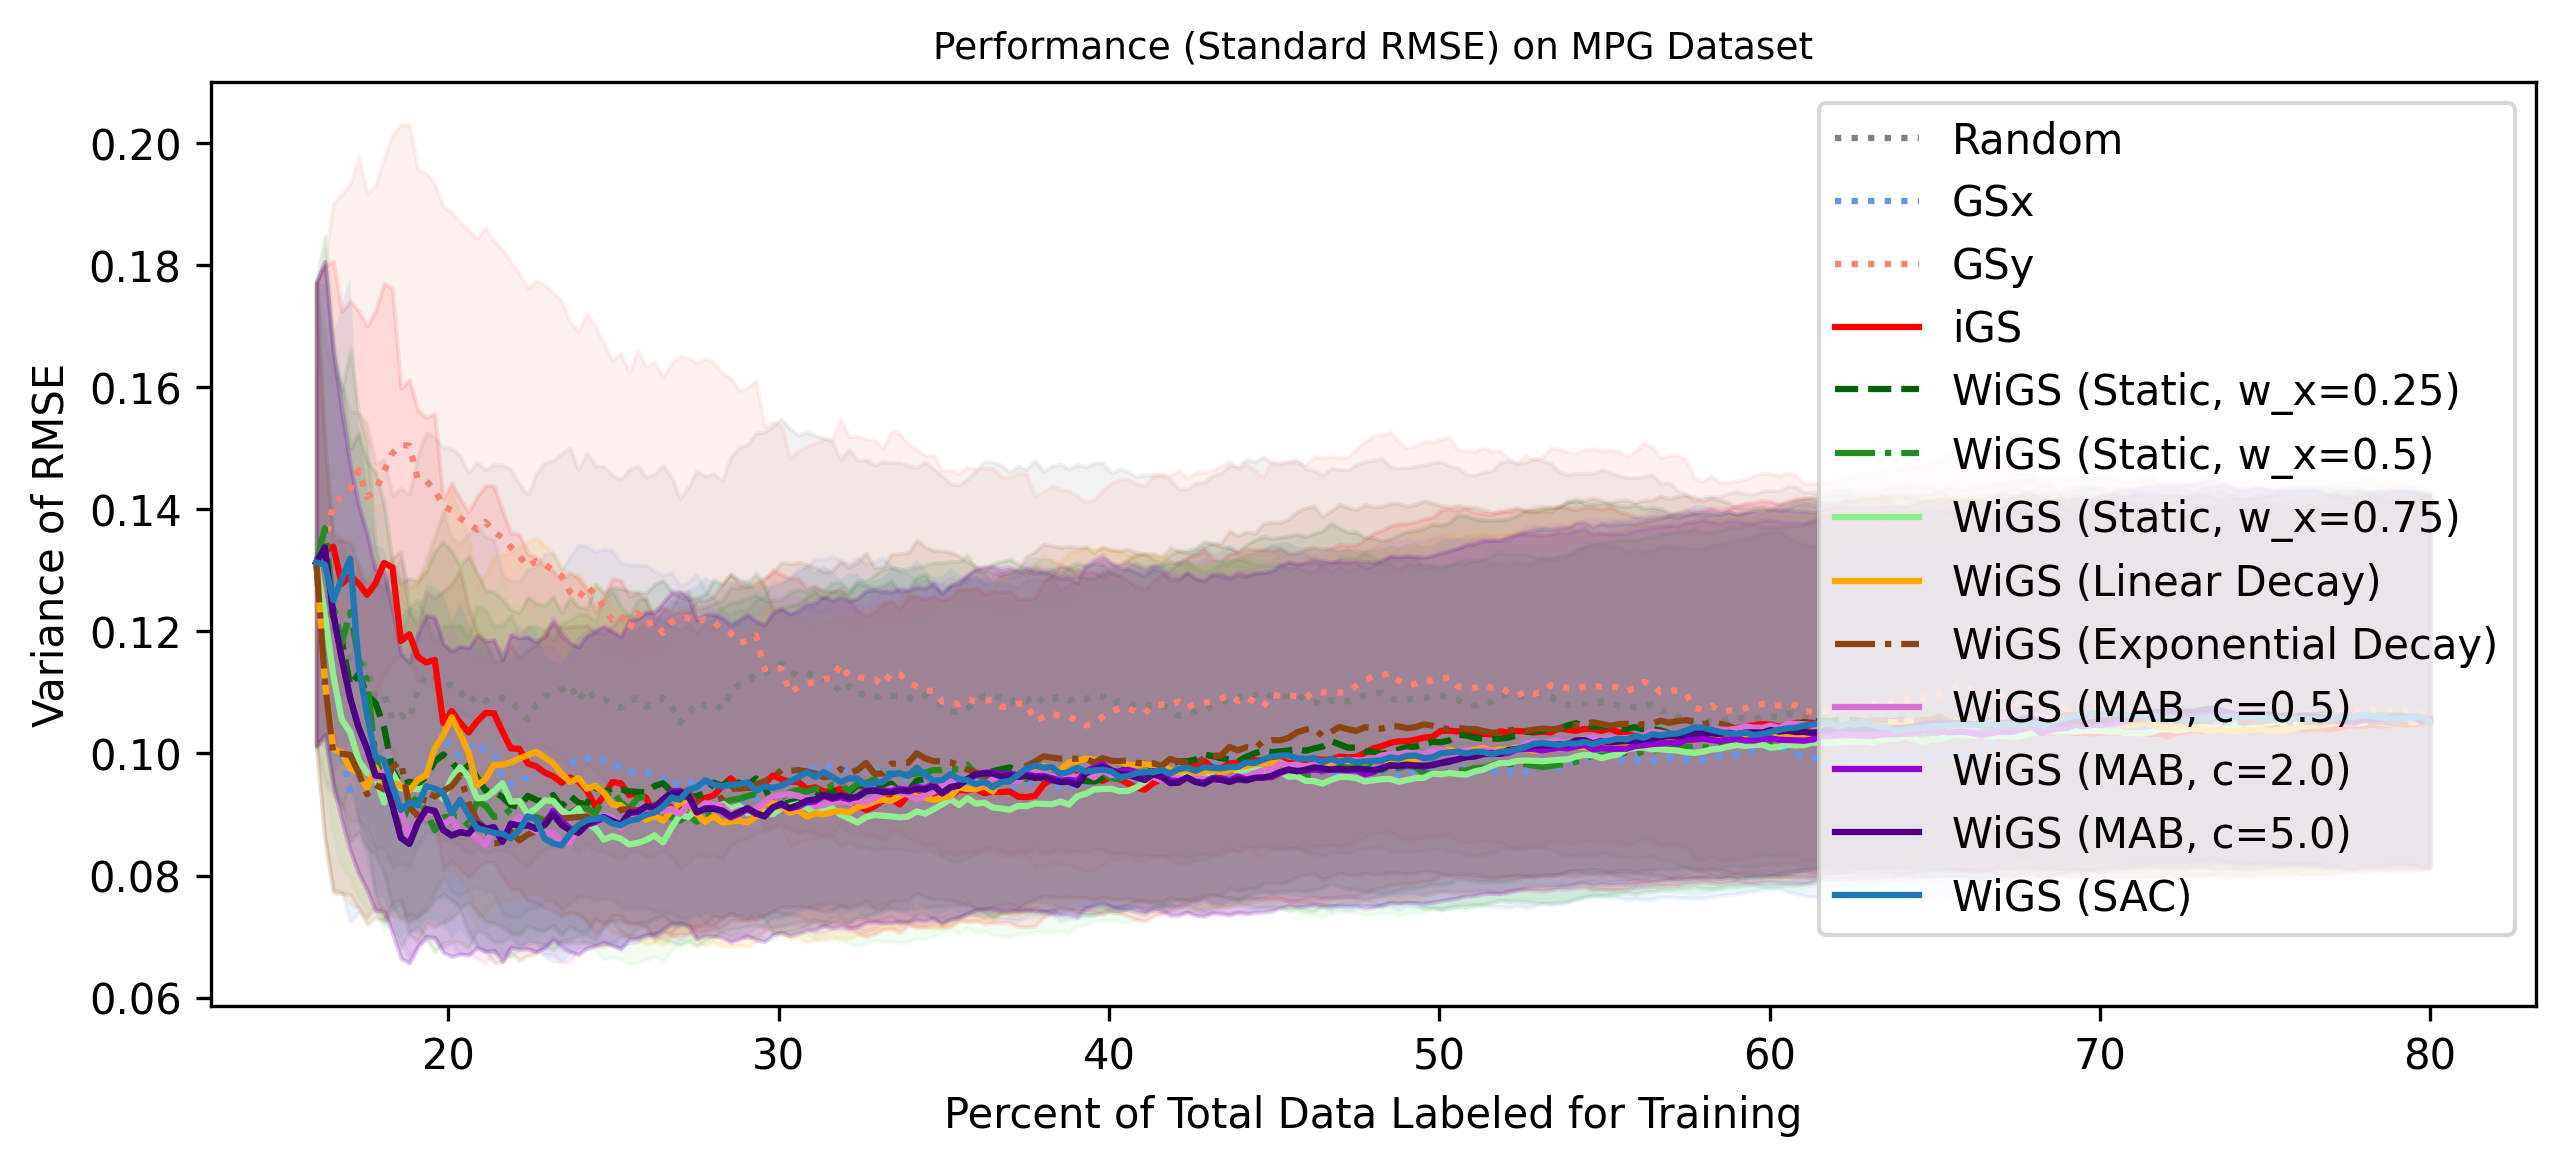 Performance (Standard RMSE) on MPG Dataset
Variance of RMSE
0.20
0.18
0.16
0.14
0.12
0.10
0.08
0.06
Random
GSx
GSy
iGS
WiGS (Static, w_x=0.25)
WiGS (Static, w_x=0.5)
WiGS (Static, w_x=0.75)
WiGS (Linear Decay)
WiGS (Exponential Decay)
WiGS (MAB, c=0.5)
WiGS (MAB, c=2.0)
WiGS (MAB, c=5.0)
WiGS (SAC)
20 30 40 50 60 70 80
Percent of Total Data Labeled for Training